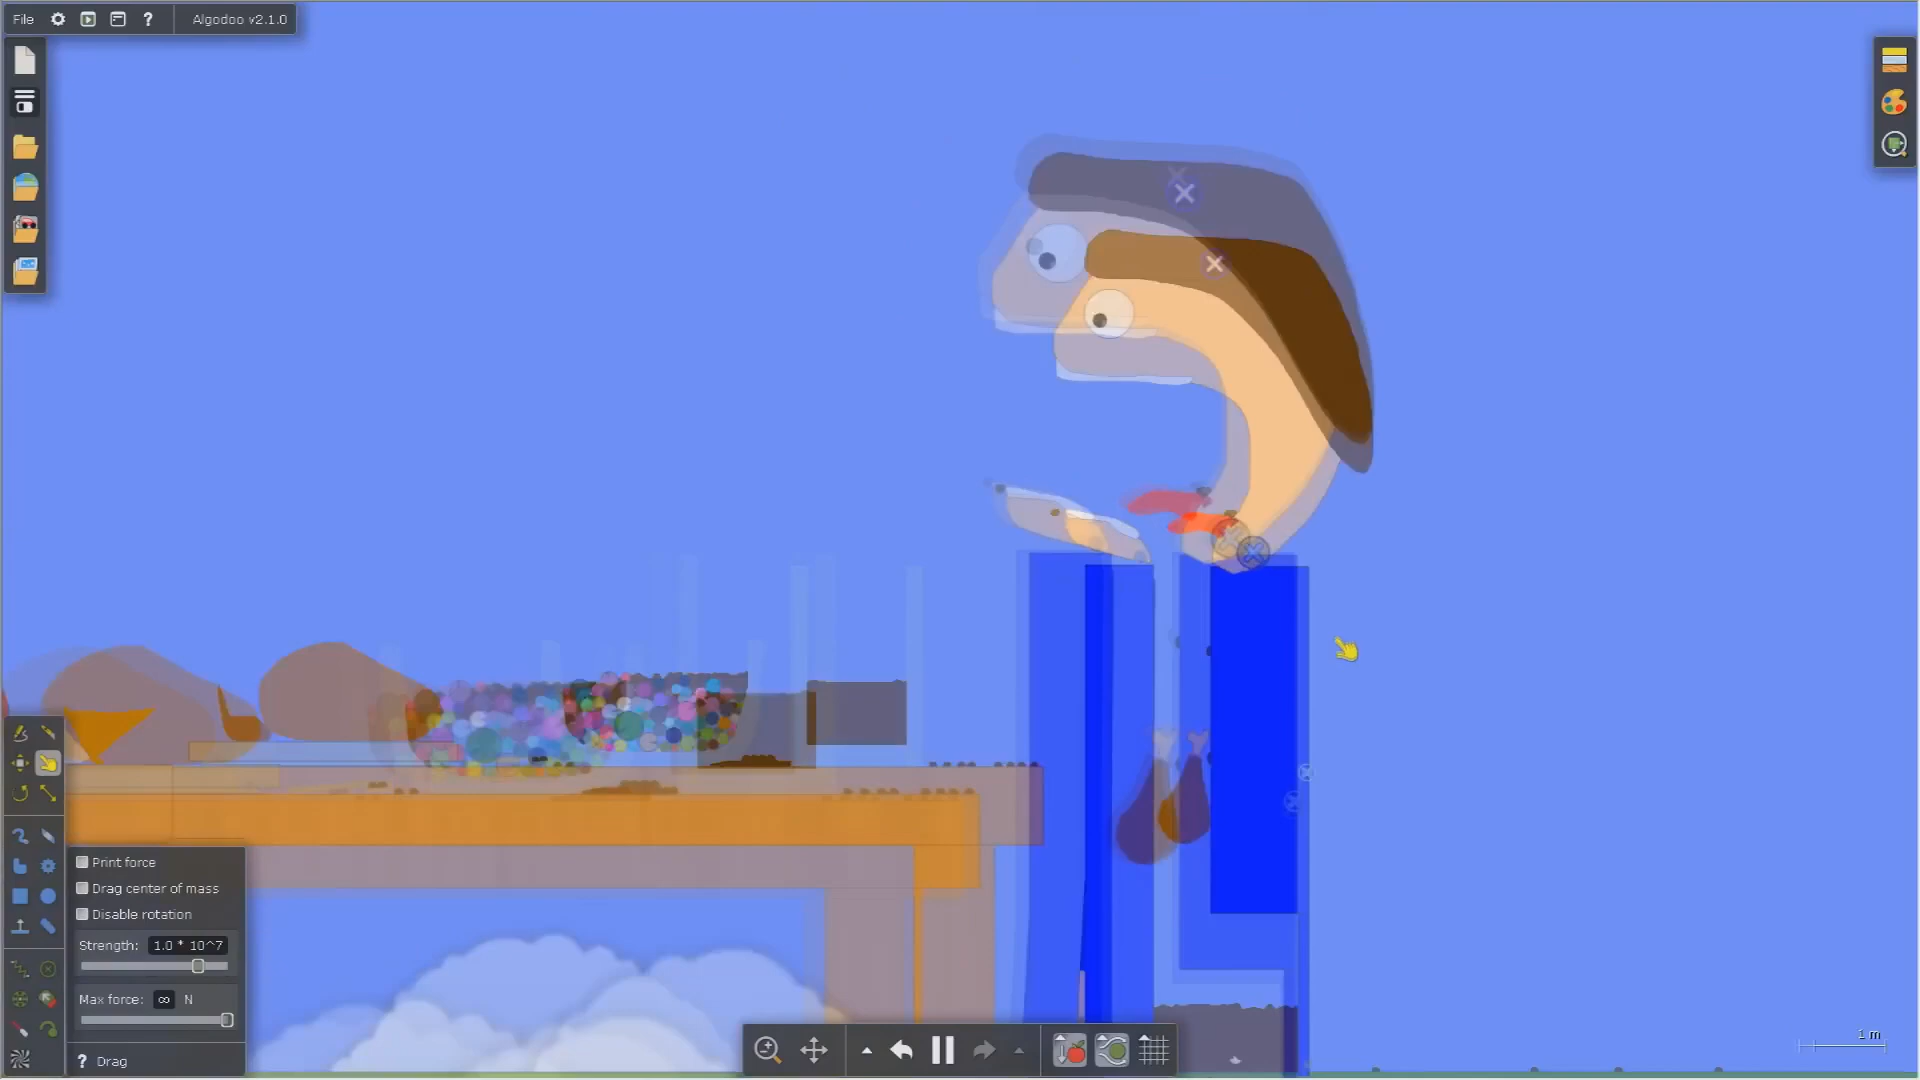 File ? Algodoo v2.1.0
Print force
Drag center of mass
Disable rotation
Strength: 1.0 * 10^7
Max force: ∞ N
? Drag
1 m